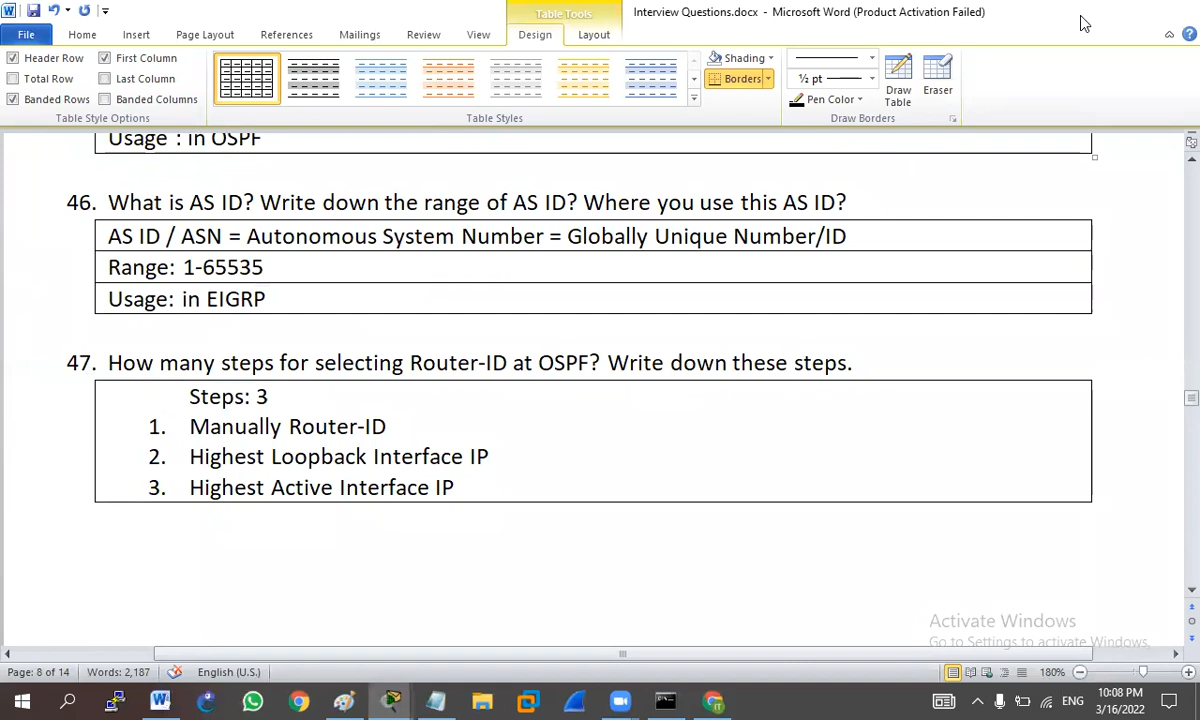 Table Tools
Interview Questions.docx - Microsoft Word (Product Activation Failed)
File Home Insert Page Layout References Mailings Review View Design Layout
Header Row First Column
Total Row Last Column
Banded Rows Banded Columns
Table Style Options
Table Styles
Shading
Borders
½ pt
Pen Color
Draw Table
Eraser
Draw Borders
Usage : in OSPF
46. What is AS ID? Write down the range of AS ID? Where you use this AS ID?
AS ID / ASN = Autonomous System Number = Globally Unique Number/ID
Range: 1-65535
Usage: in EIGRP
47. How many steps for selecting Router-ID at OSPF? Write down these steps.
Steps: 3
1. Manually Router-ID
2. Highest Loopback Interface IP
3. Highest Active Interface IP
Activate Windows
Go to Settings to activate Windows.
Page: 8 of 14 Words: 2,187 English (U.S.) 180%
ENG
10:08 PM
3/16/2022